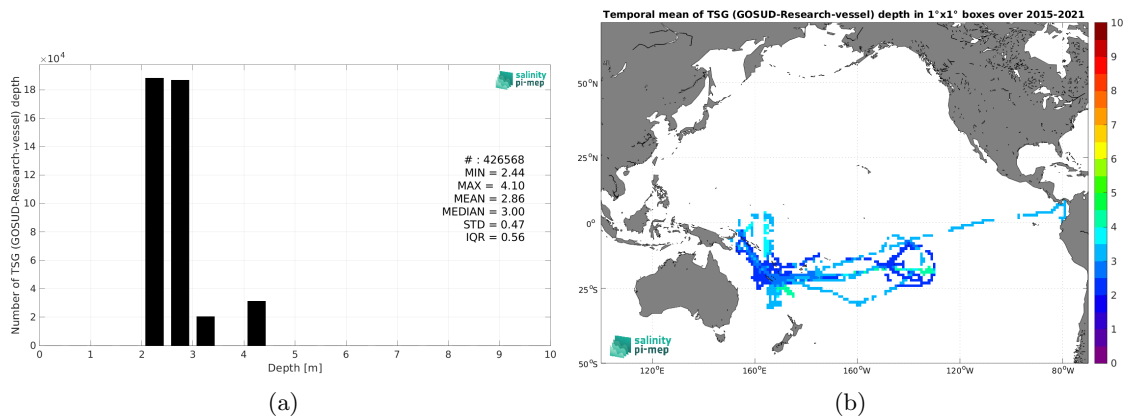 ×10⁴
18
16
14
12
10
8
6
4
2
0
Number of TSG (GOSUD-Research-vessel) depth
salinity
pi-mep
# : 426568
MIN = 2.44
MAX = 4.10
MEAN = 2.86
MEDIAN = 3.00
STD = 0.47
IQR = 0.56
0 1 2 3 4 5 6 7 8 9 10
Depth [m]
(a)
Temporal mean of TSG (GOSUD-Research-vessel) depth in 1°x1° boxes over 2015-2021
50°N
25°N
0°
25°S
50°S
120°E 160°E 160°W 120°W 80°W
salinity
pi-mep
10
9
8
7
6
5
4
3
2
1
0
(b)